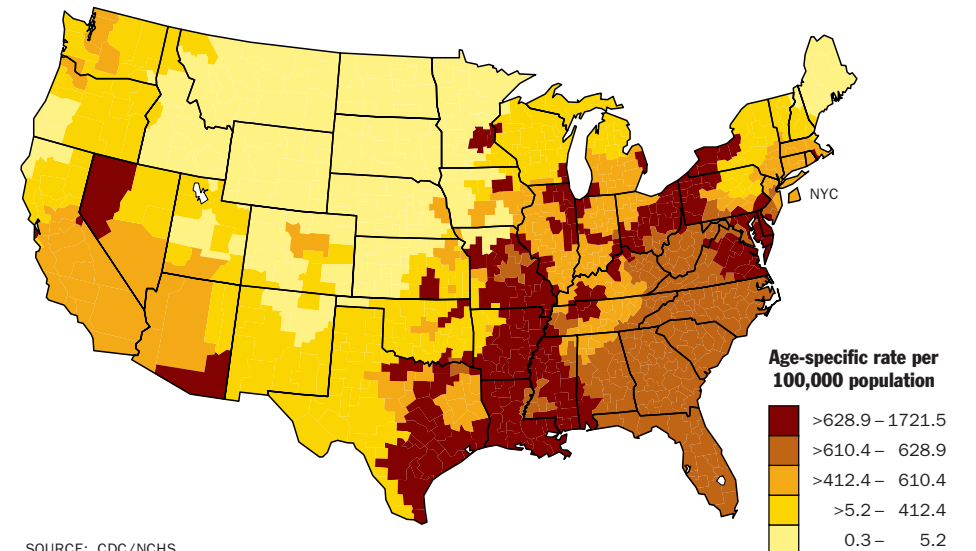 NYC
Age-specific rate per
100,000 population
>628.9 – 1721.5
>610.4 – 628.9
>412.4 – 610.4
>5.2 – 412.4
0.3 – 5.2
SOURCE: CDC/NCHS